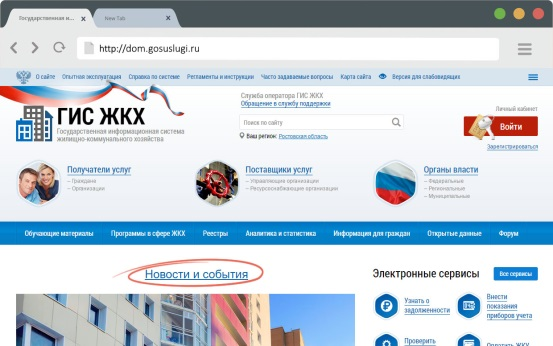 Государственная и...
New Tab
http://dom.gosuslugi.ru
О сайте Опытная эксплуатация Справка по системе Регламенты и инструкции Часто задаваемые вопросы Карта сайта Версия для слабовидящих
ГИС ЖКХ
Государственная информационная система
жилищно-коммунального хозяйства
Служба оператора ГИС ЖКХ
Обращение в службу поддержки
Поиск по сайту
Ваш регион: Ростовская область
Личный кабинет
Войти
Зарегистрироваться
Получатели услуг
– Граждане
– Организации
Поставщики услуг
– Управляющие организации
– Ресурсоснабжающие организации
Органы власти
– Федеральные
– Региональные
– Муниципальные
Обучающие материалы Программы в сфере ЖКХ Реестры Аналитика и статистика Информация для граждан Открытые данные Форум
Новости и события
Электронные сервисы
Все сервисы
Узнать о
задолженности
Внести
показания
приборов учета
Проверить
Оплатить ЖКУ